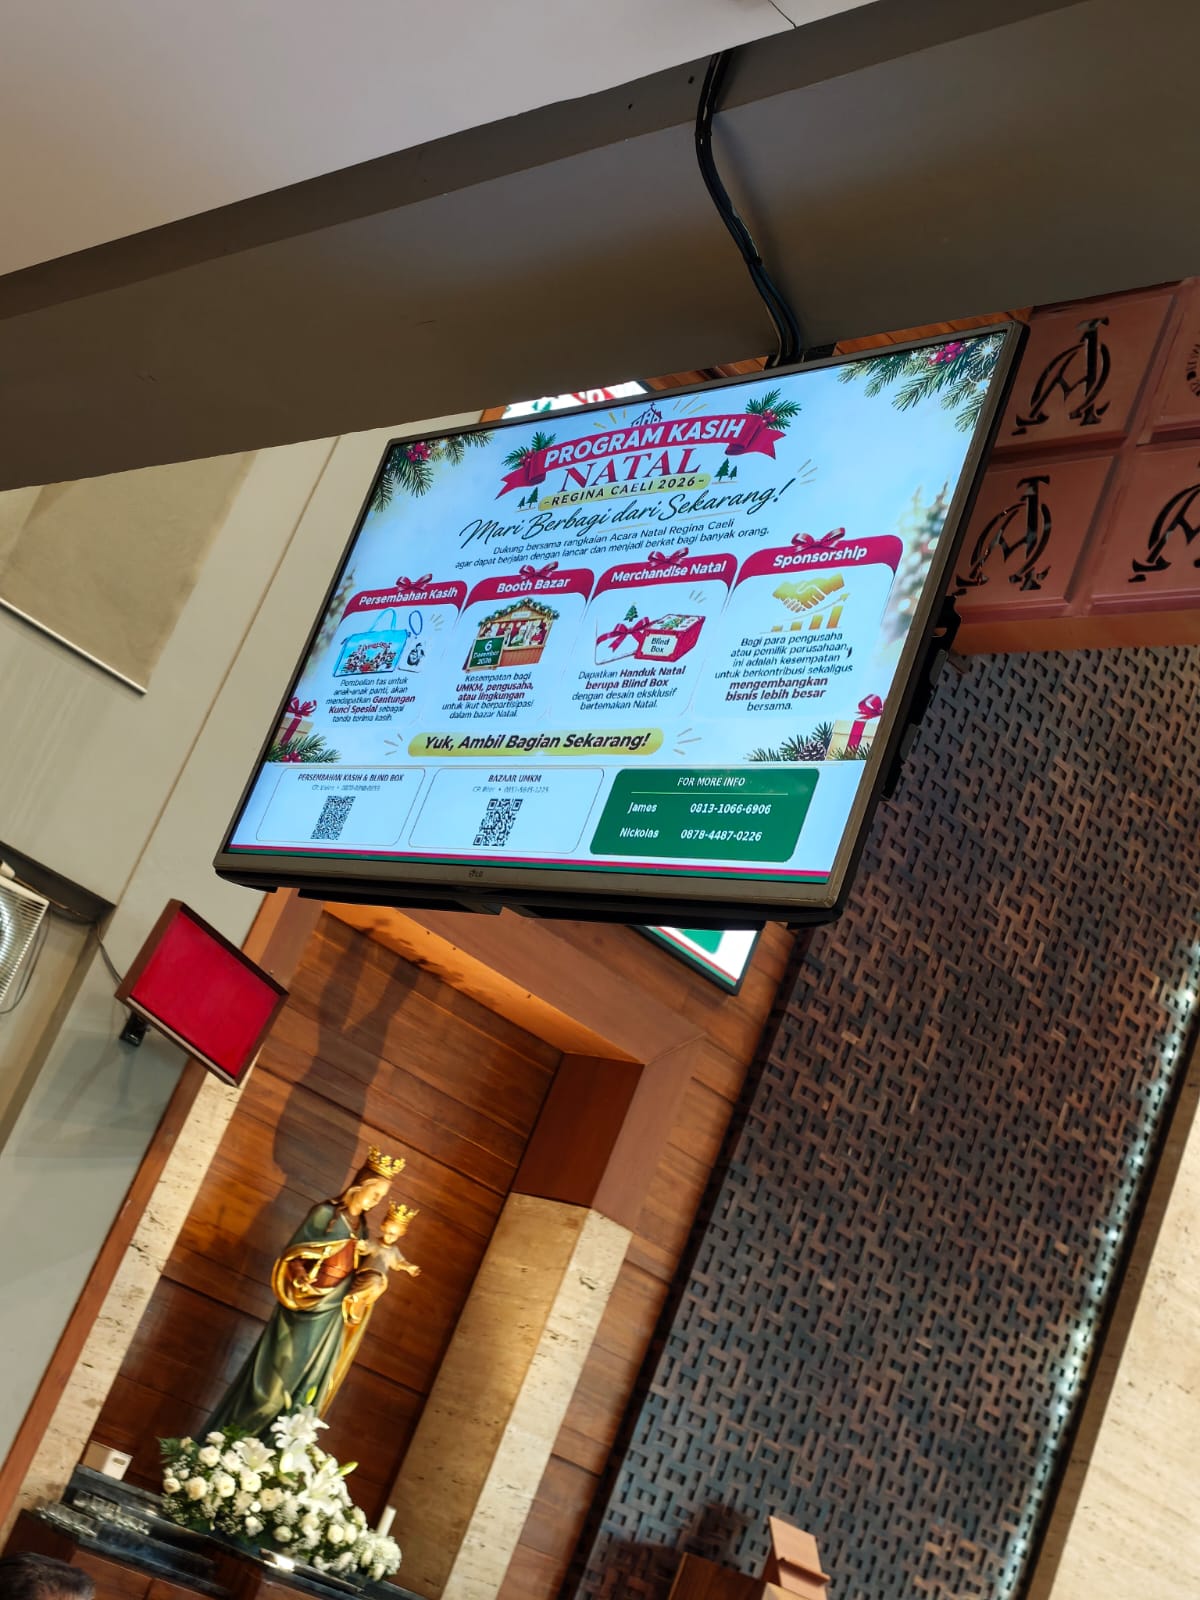 PROGRAM KASIH
NATAL
-REGINA CAELI 2026-
Mari Berbagi dari Sekarang!
Dukung bersama rangkaian Acara Natal Regina Caeli
agar dapat berjalan dengan lancar dan menjadi berkat bagi banyak orang.
Persembahan Kasih
Pembelian tas untuk
anak-anak panti, akan
mendapatkan Gantungan
Kunci Spesial sebagai
tanda terima kasih.
Booth Bazar
6
Desember
2026
Kesempatan bagi
UMKM, pengusaha,
atau lingkungan
untuk ikut berpartisipasi
dalam bazar Natal.
Merchandise Natal
Blind
Box
Dapatkan Handuk Natal
berupa Blind Box
dengan desain eksklusif
bertemakan Natal.
Sponsorship
Bagi para pengusaha
atau pemilik perusahaan,
ini adalah kesempatan
untuk berkontribusi sekaligus
mengembangkan
bisnis lebih besar
bersama.
Yuk, Ambil Bagian Sekarang!
PERSEMBAHAN KASIH & BLIND BOX
BAZAAR UMKM
FOR MORE INFO
James 0813-1066-6906
Nickolas 0878-4487-0226
LG